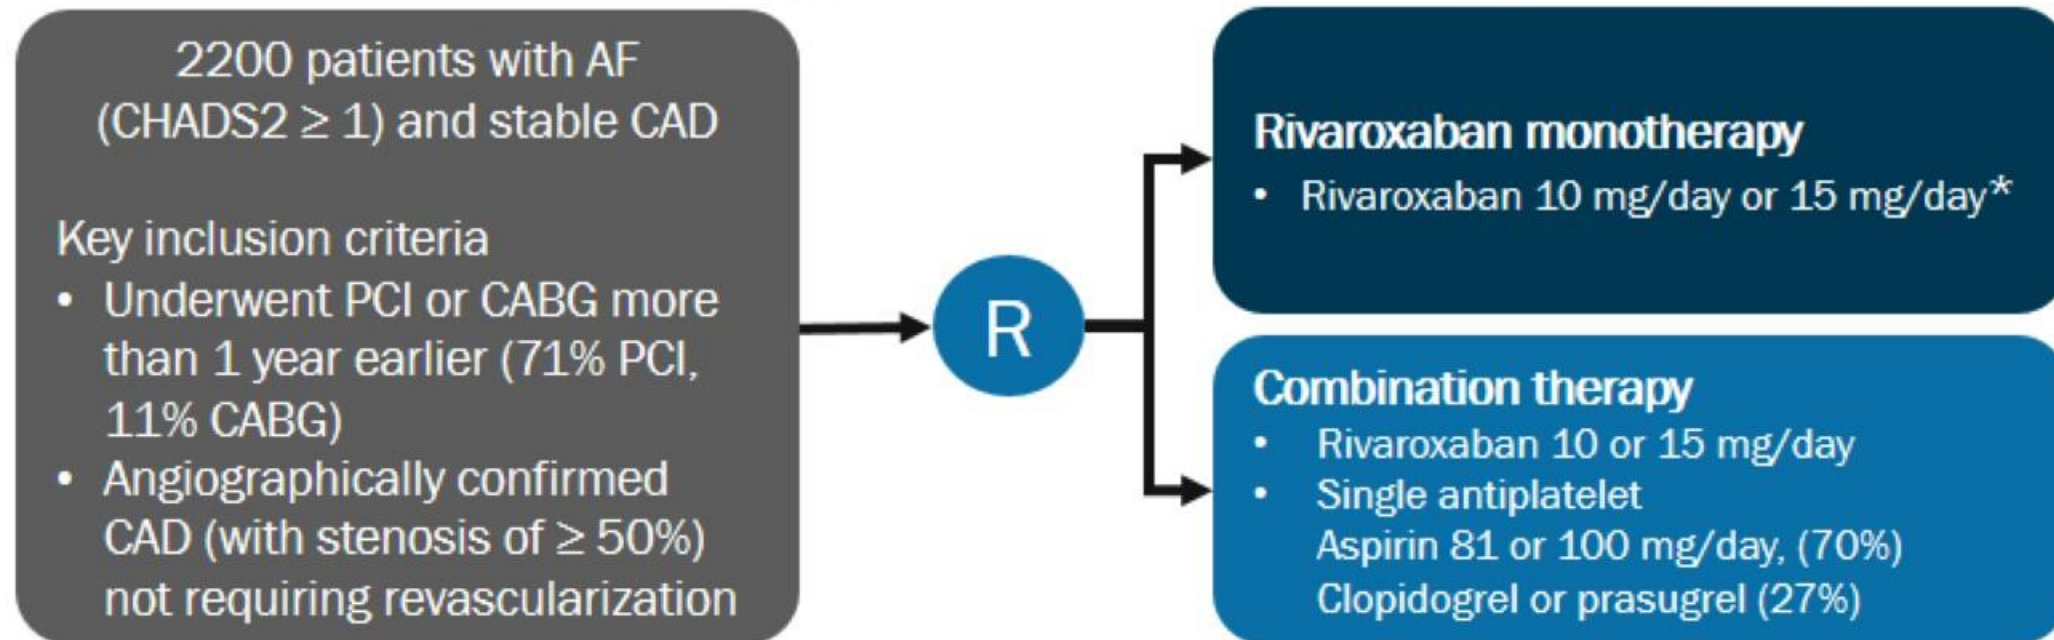 2200 patients with AF
(CHADS2 ≥ 1) and stable CAD
Key inclusion criteria
• Underwent PCI or CABG more
than 1 year earlier (71% PCI,
11% CABG)
• Angiographically confirmed
CAD (with stenosis of ≥ 50%)
not requiring revascularization
R
Rivaroxaban monotherapy
• Rivaroxaban 10 mg/day or 15 mg/day*
Combination therapy
• Rivaroxaban 10 or 15 mg/day
• Single antiplatelet
Aspirin 81 or 100 mg/day, (70%)
Clopidogrel or prasugrel (27%)